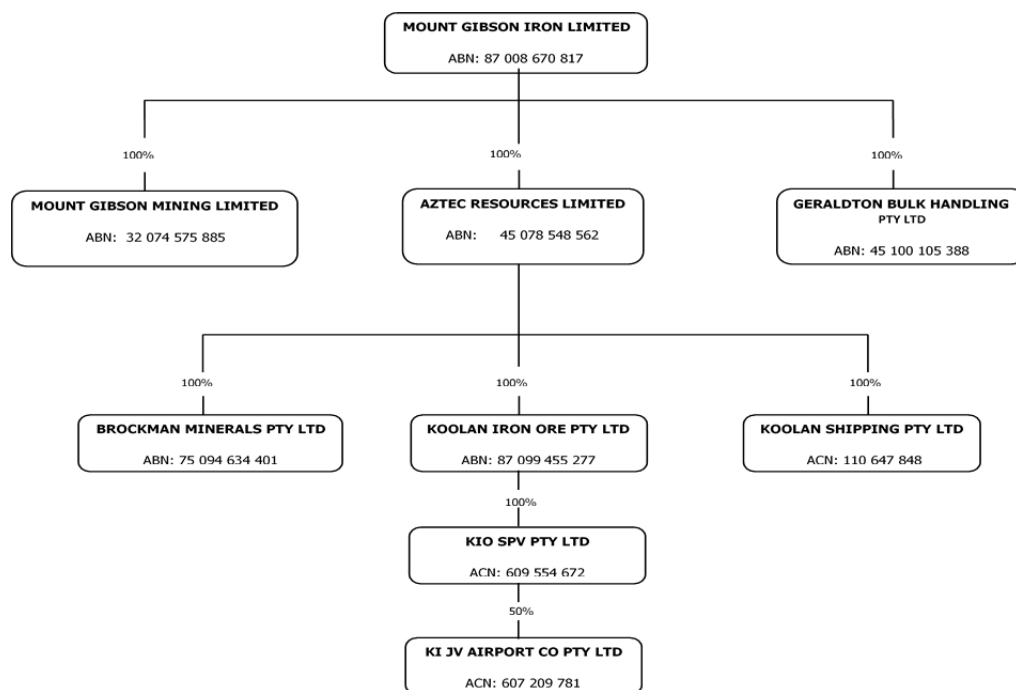 MOUNT GIBSON IRON LIMITED
ABN: 87 008 670 817
100%
100%
100%
MOUNT GIBSON MINING LIMITED
ABN: 32 074 575 885
AZTEC RESOURCES LIMITED
ABN: 45 078 548 562
GERALDTON BULK HANDLING
PTY LTD
ABN: 45 100 105 388
100%
100%
100%
BROCKMAN MINERALS PTY LTD
ABN: 75 094 634 401
KOOLAN IRON ORE PTY LTD
ABN: 87 099 455 277
KOOLAN SHIPPING PTY LTD
ACN: 110 647 848
100%
KIO SPV PTY LTD
ACN: 609 554 672
50%
KI JV AIRPORT CO PTY LTD
ACN: 607 209 781